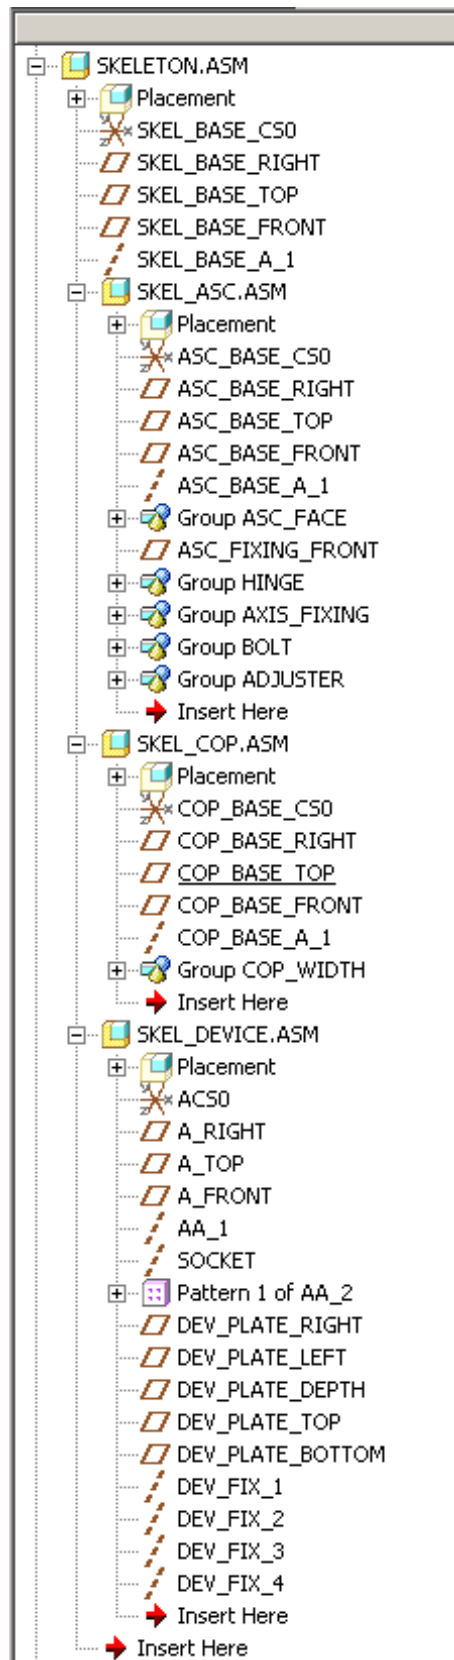 SKELETON.ASM
Placement
SKEL_BASE_CS0
SKEL_BASE_RIGHT
SKEL_BASE_TOP
SKEL_BASE_FRONT
SKEL_BASE_A_1
SKEL_ASC.ASM
Placement
ASC_BASE_CS0
ASC_BASE_RIGHT
ASC_BASE_TOP
ASC_BASE_FRONT
ASC_BASE_A_1
Group ASC_FACE
ASC_FIXING_FRONT
Group HINGE
Group AXIS_FIXING
Group BOLT
Group ADJUSTER
Insert Here
SKEL_COP.ASM
Placement
COP_BASE_CS0
COP_BASE_RIGHT
COP_BASE_TOP
COP_BASE_FRONT
COP_BASE_A_1
Group COP_WIDTH
Insert Here
SKEL_DEVICE.ASM
Placement
ACS0
A_RIGHT
A_TOP
A_FRONT
AA_1
SOCKET
Pattern 1 of AA_2
DEV_PLATE_RIGHT
DEV_PLATE_LEFT
DEV_PLATE_DEPTH
DEV_PLATE_TOP
DEV_PLATE_BOTTOM
DEV_FIX_1
DEV_FIX_2
DEV_FIX_3
DEV_FIX_4
Insert Here
Insert Here